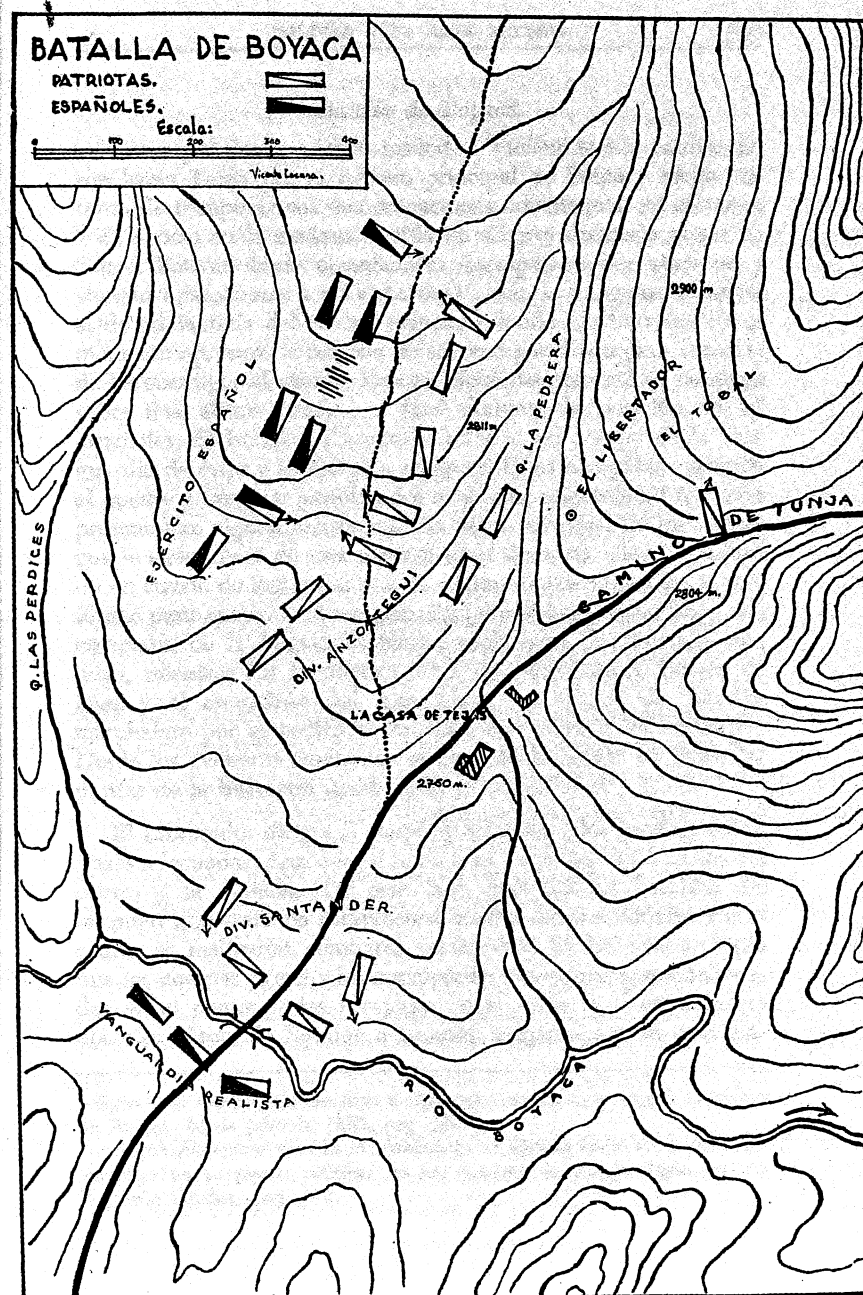 BATALLA DE BOYACA
PATRIOTAS.
ESPAÑOLES.
Escala:
0 100 200 300 400
Vicente Lecuna.
2900 m.
Q. LA PEDRERA
EL LIBERTADOR
EL TOBAL
2811 m
EJERCITO ESPAÑOL
CAMINO DE TUNJA
Q. LAS PERDICES
2804 m.
DIV. ANZOATEGUI
LA CASA DE TEJAS
2760 m.
DIV. SANTANDER.
VANGUARDIA REALISTA
RIO BOYACA